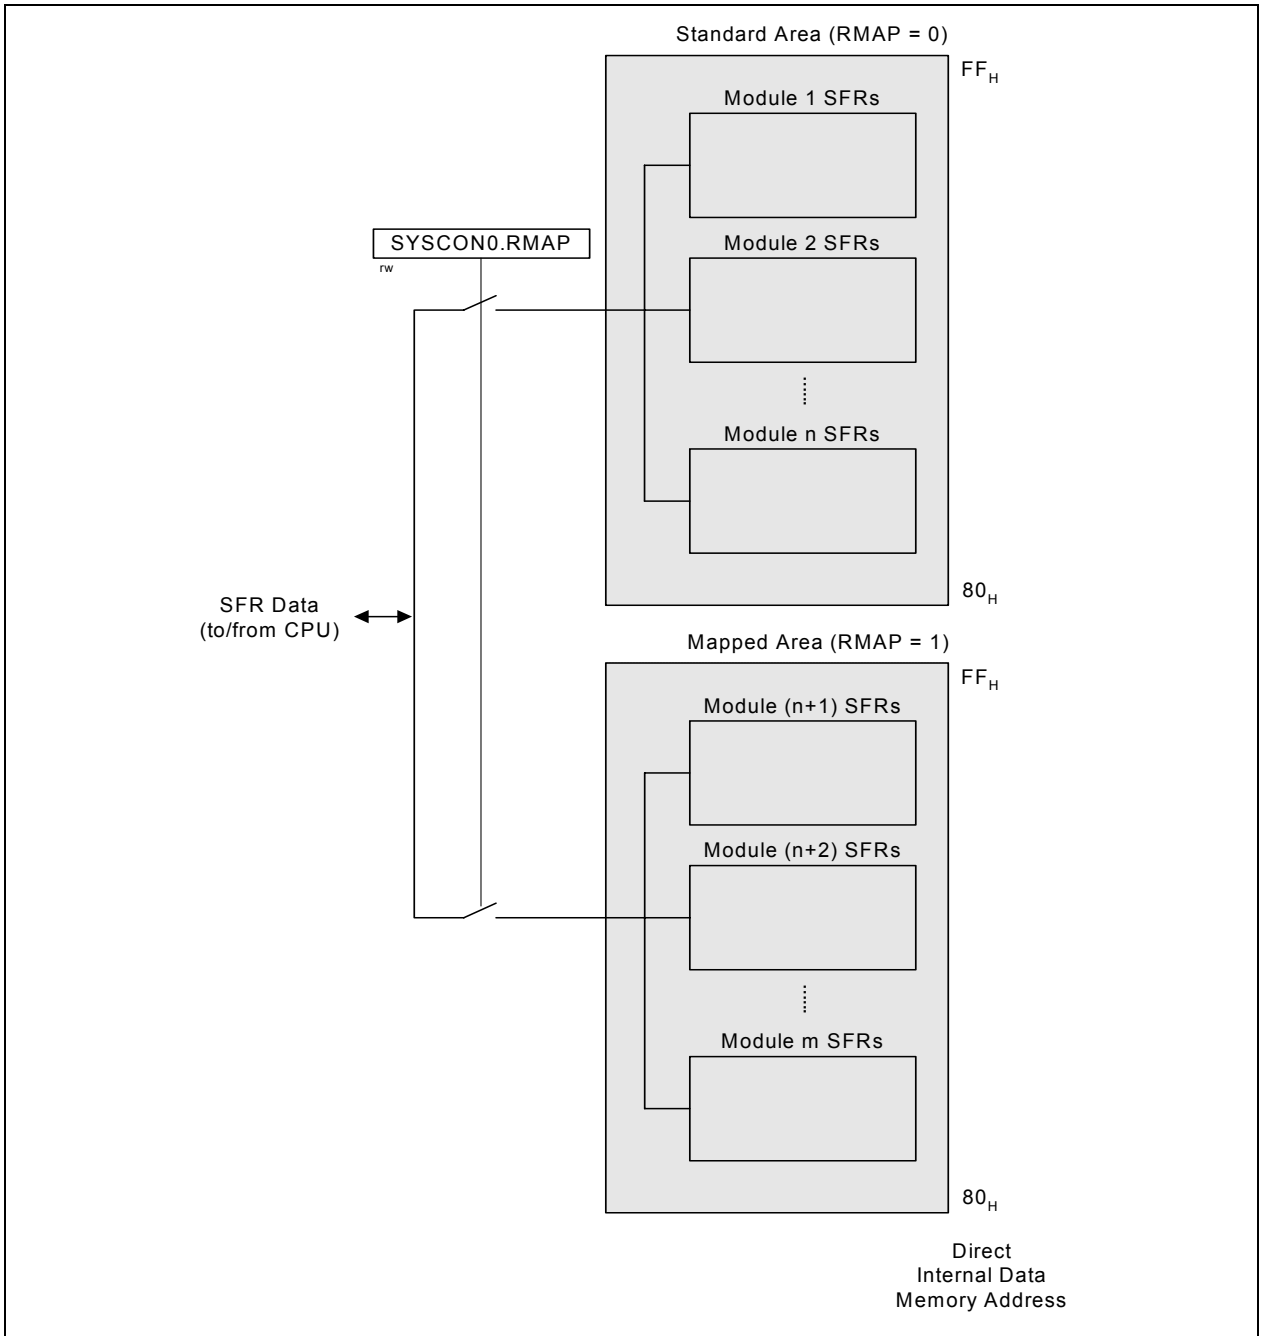 Standard Area (RMAP = 0)
FFH
Module 1 SFRs
SYSCON0.RMAP
rw
Module 2 SFRs
Module n SFRs
80H
SFR Data
(to/from CPU)
Mapped Area (RMAP = 1)
FFH
Module (n+1) SFRs
Module (n+2) SFRs
Module m SFRs
80H
Direct
Internal Data
Memory Address